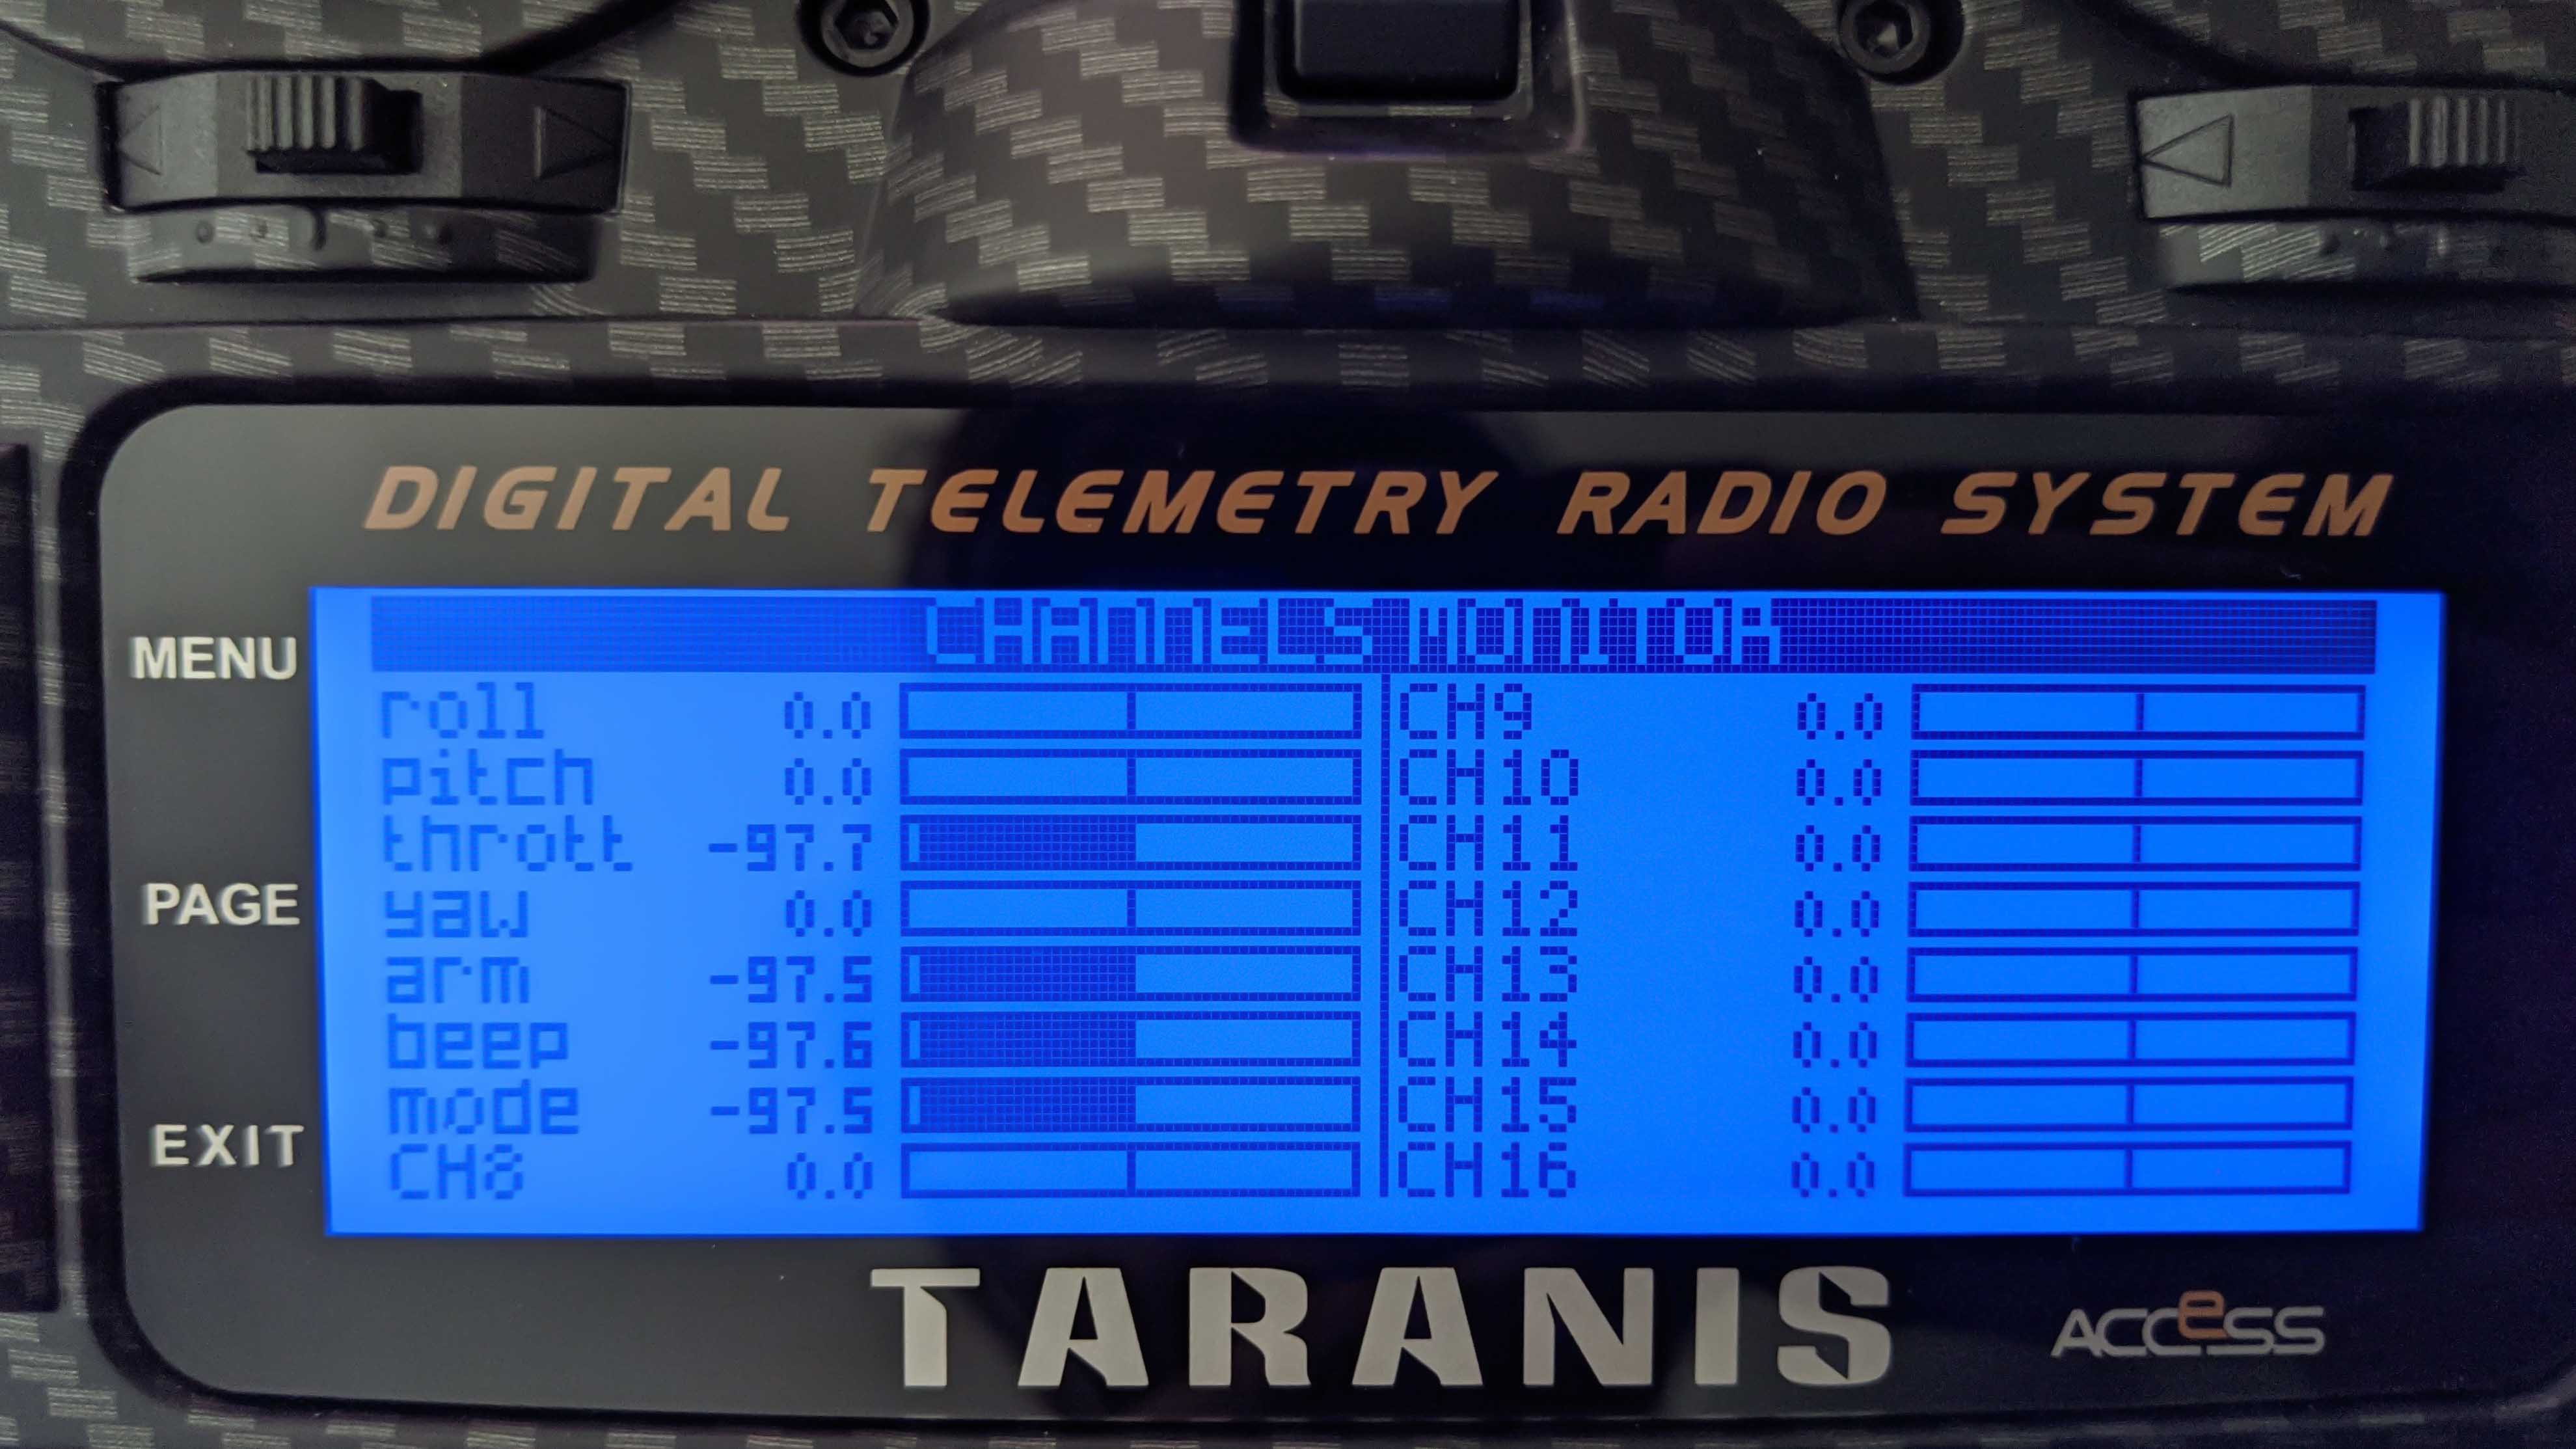 DIGITAL TELEMETRY RADIO SYSTEM
CHANNELS MONITOR
MENU
PAGE
EXIT
roll 0.0 CH9 0.0
pitch 0.0 CH10 0.0
thrott -97.7 CH11 0.0
yaw 0.0 CH12 0.0
arm -97.5 CH13 0.0
beep -97.6 CH14 0.0
mode -97.5 CH15 0.0
CH8 0.0 CH16 0.0
TARANIS
ACCeSS